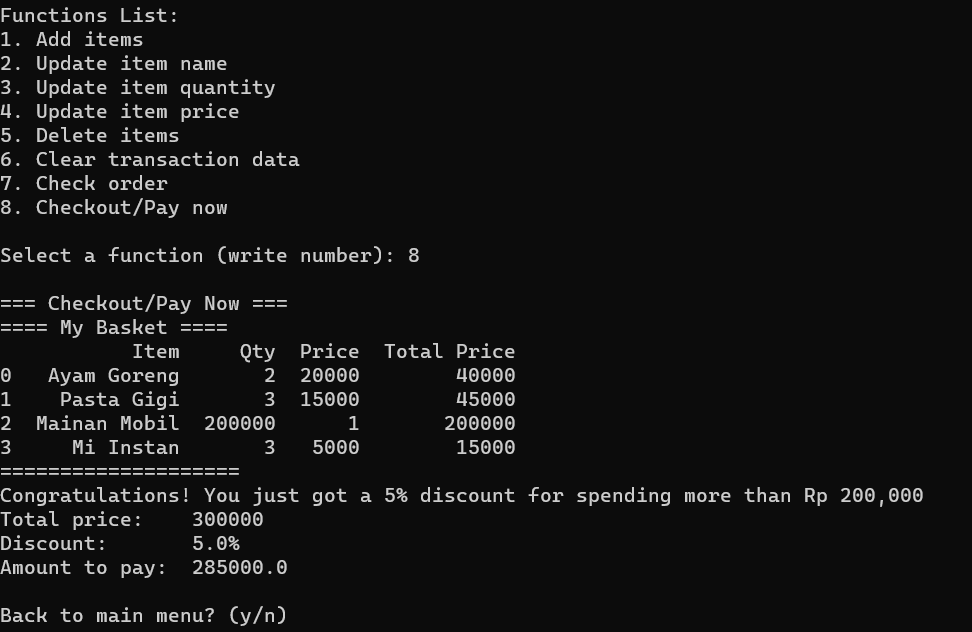 Functions List:
1. Add items
2. Update item name
3. Update item quantity
4. Update item price
5. Delete items
6. Clear transaction data
7. Check order
8. Checkout/Pay now

Select a function (write number): 8

=== Checkout/Pay Now ===
==== My Basket ====
           Item     Qty  Price  Total Price
0   Ayam Goreng       2  20000        40000
1    Pasta Gigi       3  15000        45000
2  Mainan Mobil  200000      1       200000
3     Mi Instan       3   5000        15000
====================
Congratulations! You just got a 5% discount for spending more than Rp 200,000
Total price:    300000
Discount:       5.0%
Amount to pay:  285000.0

Back to main menu? (y/n)